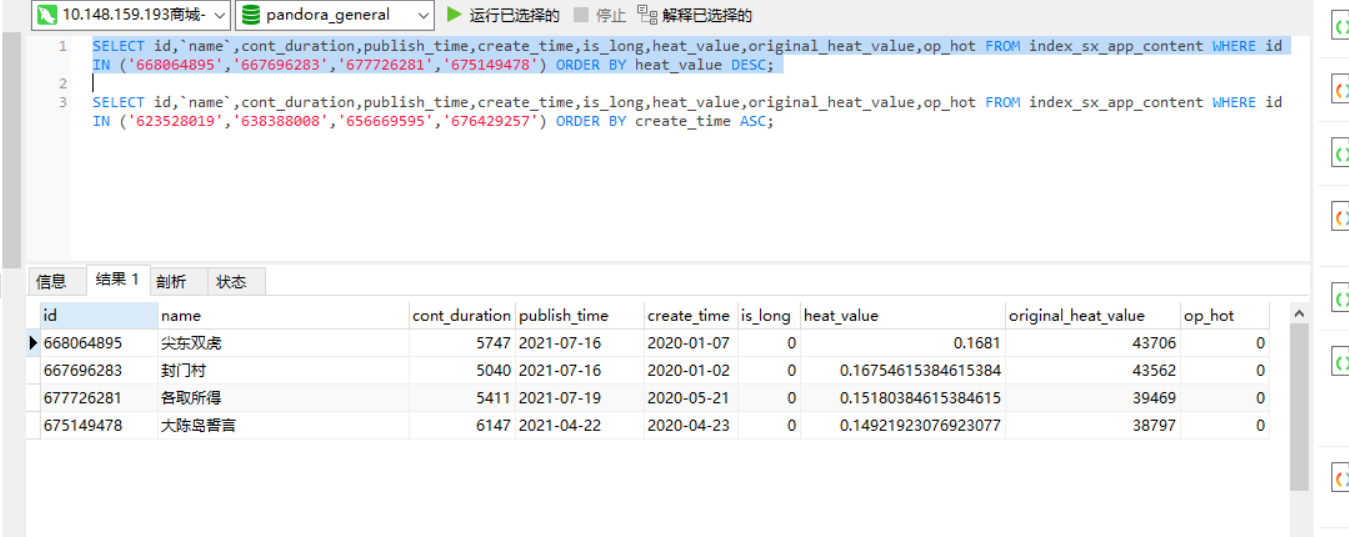 10.148.159.193商城- pandora_general 运行已选择的 停止 解释已选择的
1 SELECT id,`name`,cont_duration,publish_time,create_time,is_long,heat_value,original_heat_value,op_hot FROM index_sx_app_content WHERE id
IN ('668064895','667696283','677726281','675149478') ORDER BY heat_value DESC;
2
3 SELECT id,`name`,cont_duration,publish_time,create_time,is_long,heat_value,original_heat_value,op_hot FROM index_sx_app_content WHERE id
IN ('623528019','638388008','656669595','676429257') ORDER BY create_time ASC;
信息 结果 1 剖析 状态
id name cont_duration publish_time create_time is_long heat_value original_heat_value op_hot
668064895 尖东双虎 5747 2021-07-16 2020-01-07 0 0.1681 43706 0
667696283 封门村 5040 2021-07-16 2020-01-02 0 0.16754615384615384 43562 0
677726281 各取所得 5411 2021-07-19 2020-05-21 0 0.15180384615384615 39469 0
675149478 大陈岛誓言 6147 2021-04-22 2020-04-23 0 0.14921923076923077 38797 0